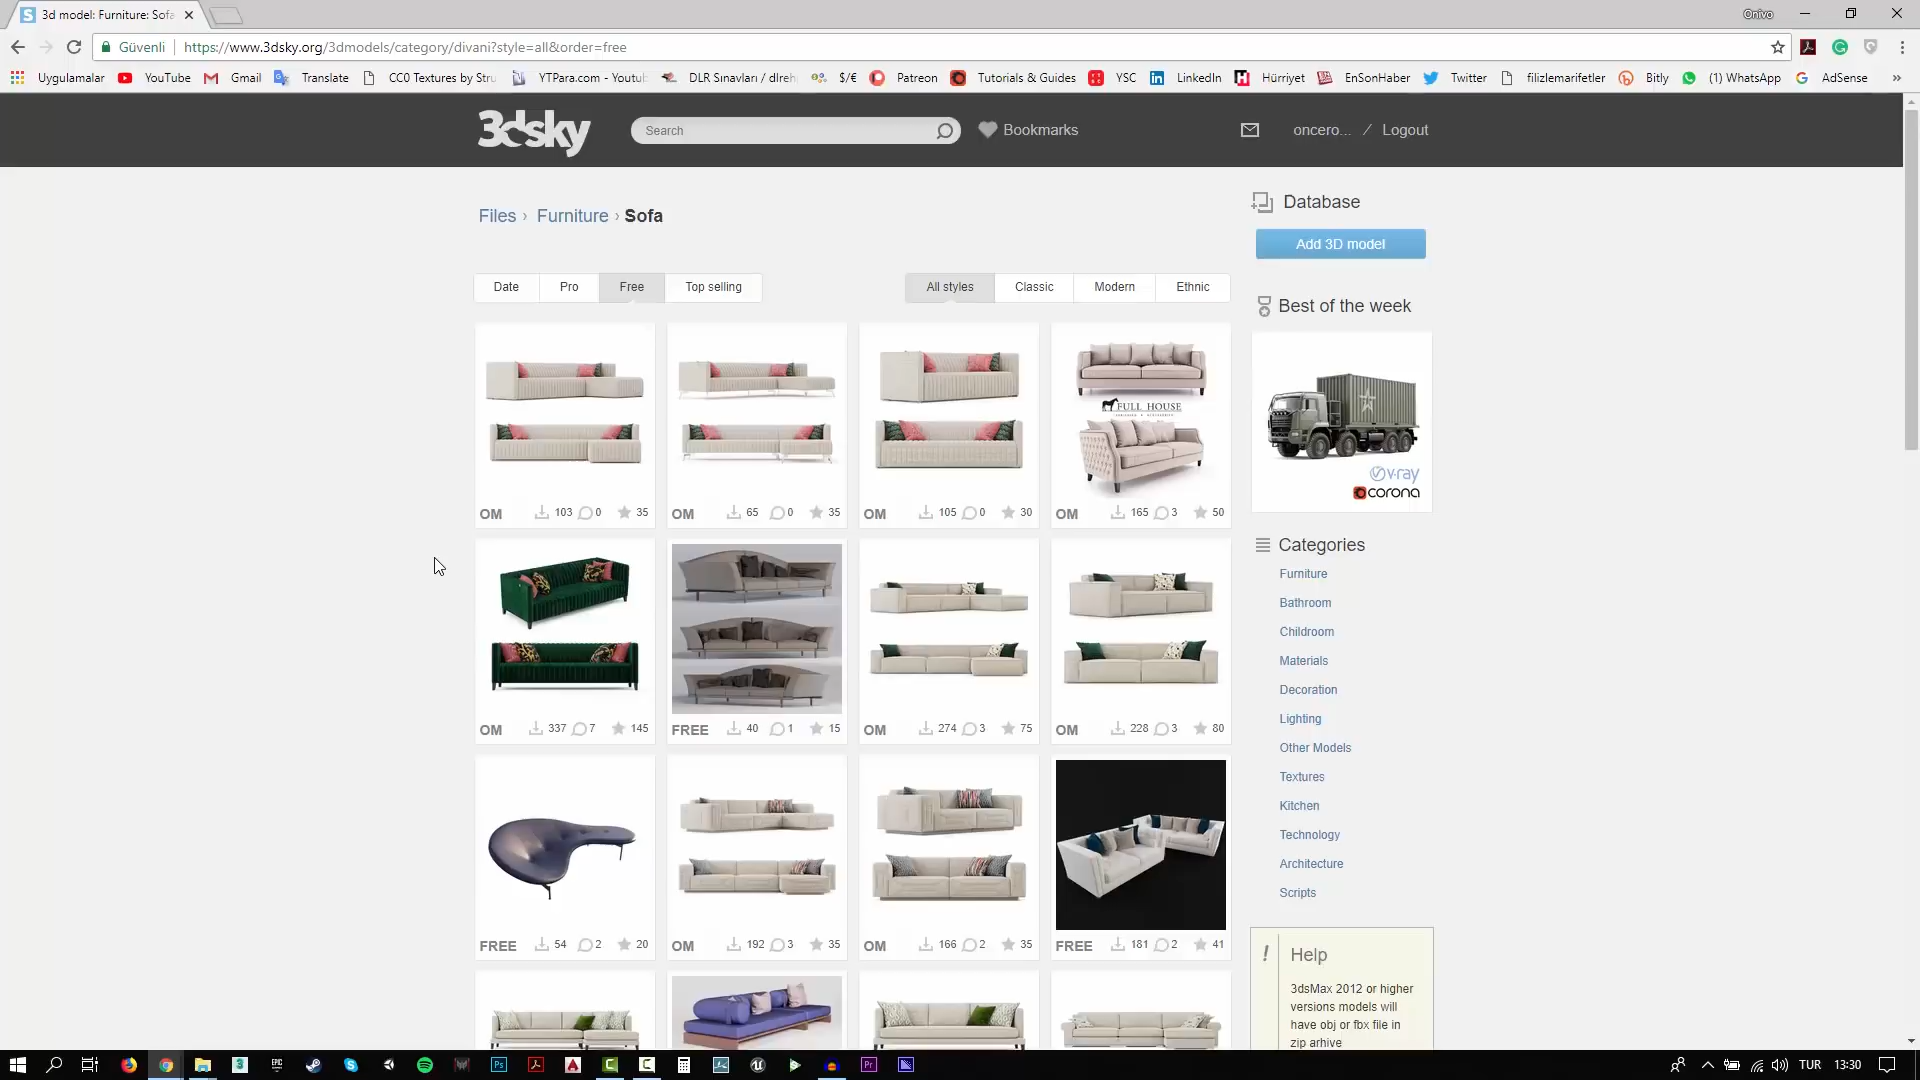 3d model: Furniture: Sofa
Onivo
Güvenli
https://www.3dsky.org/3dmodels/category/divani?style=all&order=free
Uygulamalar YouTube Gmail Translate CC0 Textures by Stru YTPara.com - Youtub DLR Sınavları / dlreh $/€ Patreon Tutorials & Guides YSC LinkedIn Hürriyet EnSonHaber Twitter filizlemarifetler Bitly (1) WhatsApp AdSense »
3dsky
Search
Bookmarks
oncero... / Logout
Files › Furniture › Sofa
Date Pro Free Top selling
All styles Classic Modern Ethnic
FULL HOUSE
OM 103 0 35
OM 65 0 35
OM 105 0 30
OM 165 3 50
OM 337 7 145
FREE 40 1 15
OM 274 3 75
OM 228 3 80
FREE 54 2 20
OM 192 3 35
OM 166 2 35
FREE 181 2 41
Database
Add 3D model
Best of the week
v-ray
corona
Categories
Furniture
Bathroom
Childroom
Materials
Decoration
Lighting
Other Models
Textures
Kitchen
Technology
Architecture
Scripts
! Help
3dsMax 2012 or higher
versions models will
have obj or fbx file in
zip arhive
TUR 13:30